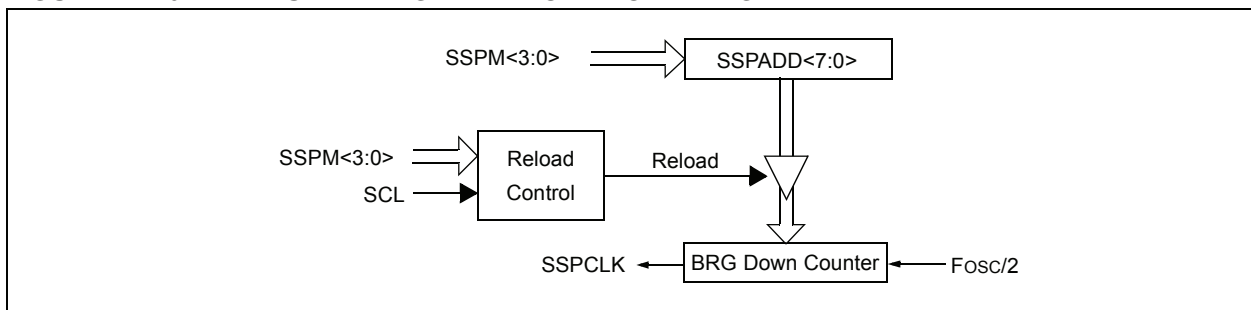 SSPM<3:0>
SSPADD<7:0>
SSPM<3:0>
SCL
Reload
Control
Reload
SSPCLK
BRG Down Counter
FOSC/2